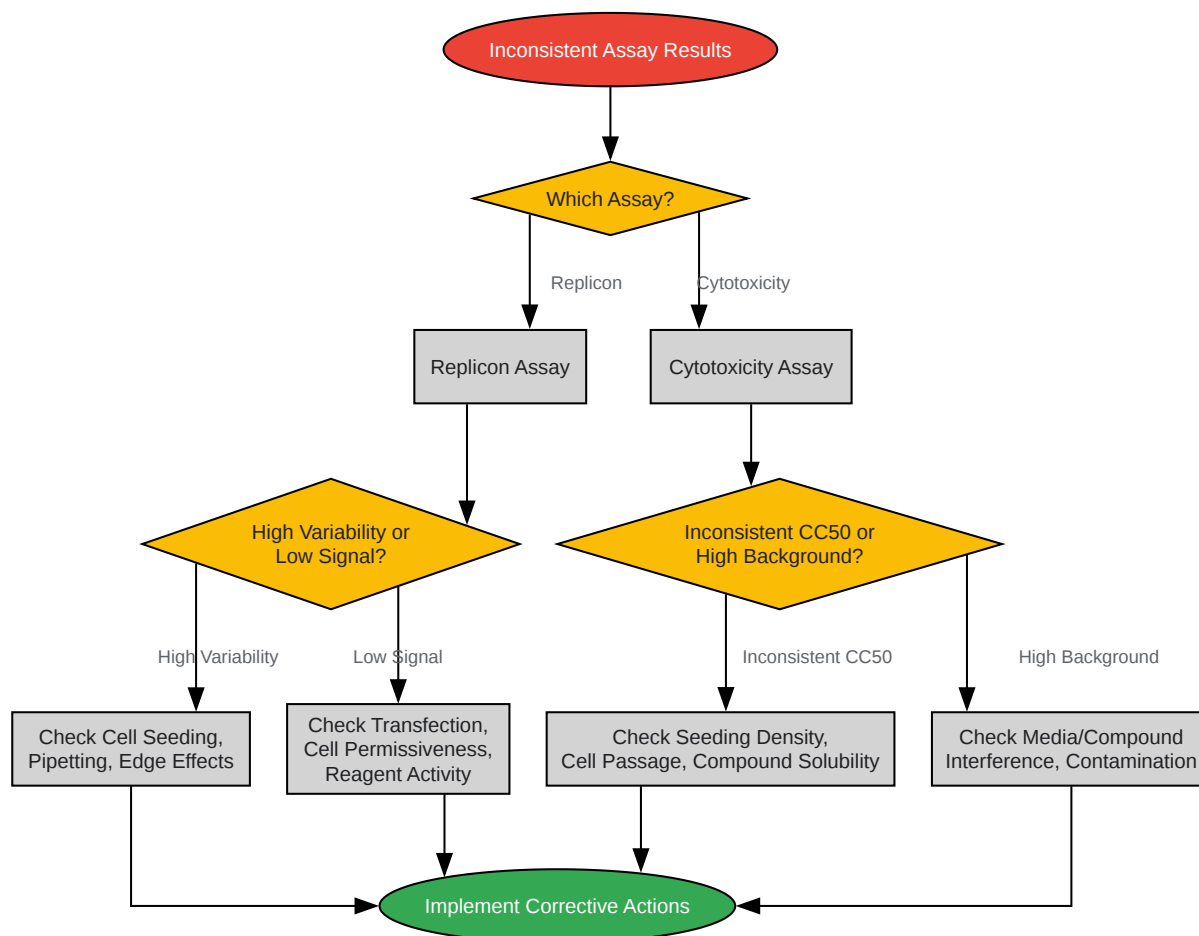 Inconsistent Assay Results
Which Assay?
Replicon
Cytotoxicity
Replicon Assay
Cytotoxicity Assay
High Variability or
Low Signal?
Inconsistent CC50 or
High Background?
High Variability
Low Signal
Inconsistent CC50
High Background
Check Cell Seeding,
Pipetting, Edge Effects
Check Transfection,
Cell Permissiveness,
Reagent Activity
Check Seeding Density,
Cell Passage, Compound Solubility
Check Media/Compound
Interference, Contamination
Implement Corrective Actions